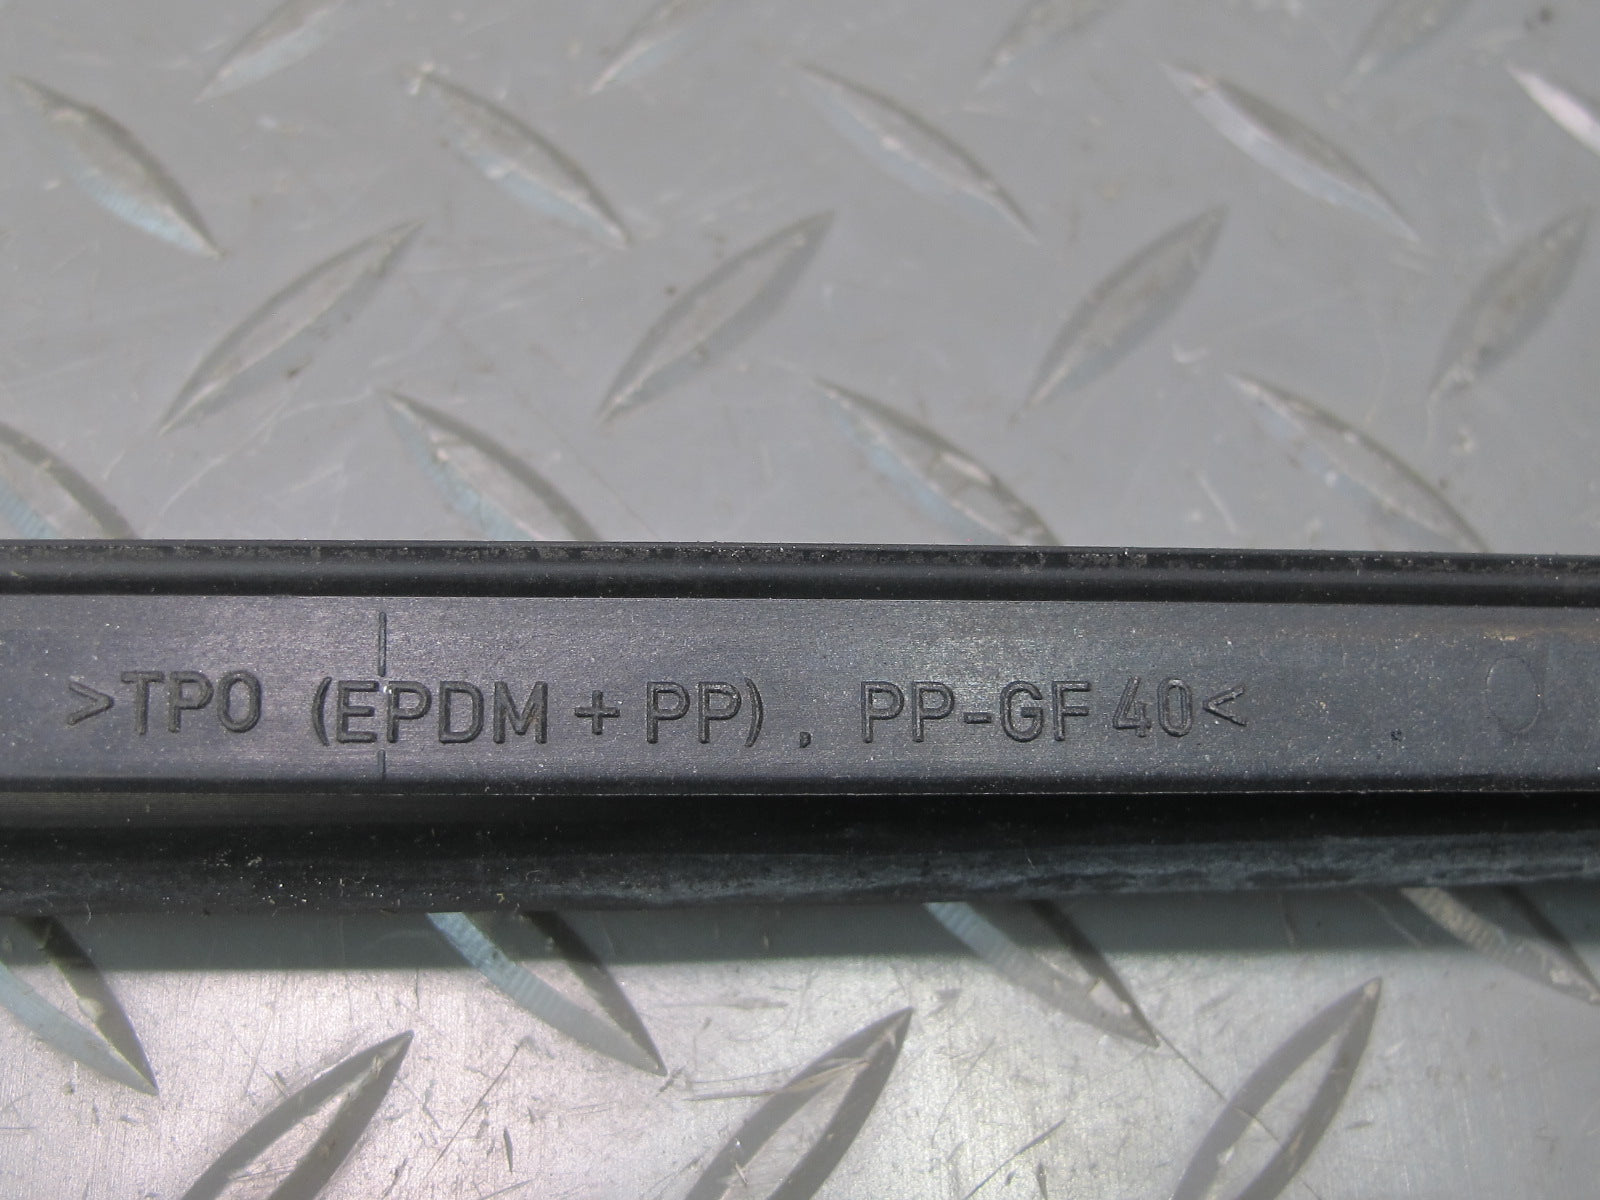 >TPO (EPDM + PP), PP-GF 40<